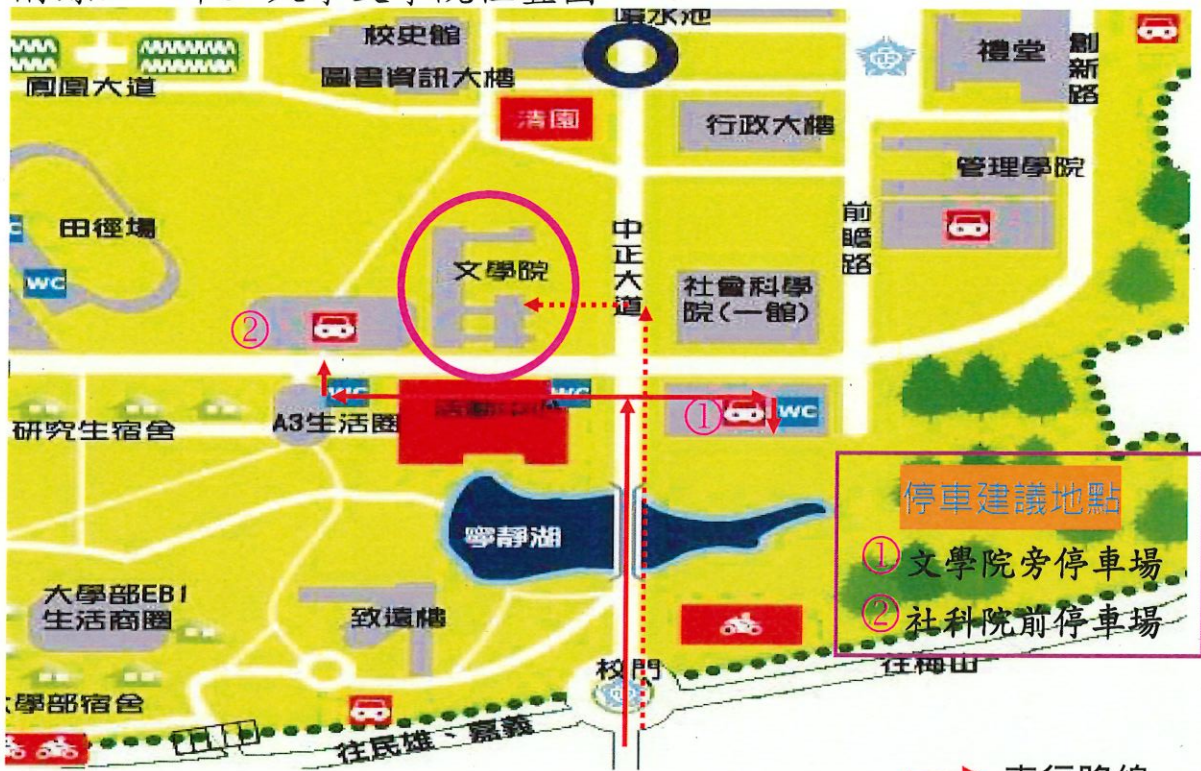 校史館
圖書資訊大樓
鳳凰大道
清園
行政大樓
禮堂
創新路
管理學院
田徑場
WC
文學院
中正大道
前瞻路
社會科學
院(一館)
②
WC
①
WC
研究生宿舍
A3生活圈
停車建議地點
① 文學院旁停車場
② 社科院前停車場
寧靜湖
大學部EB1
生活商圈
致遠樓
校門
往梅山
學部宿舍
往民雄、嘉義